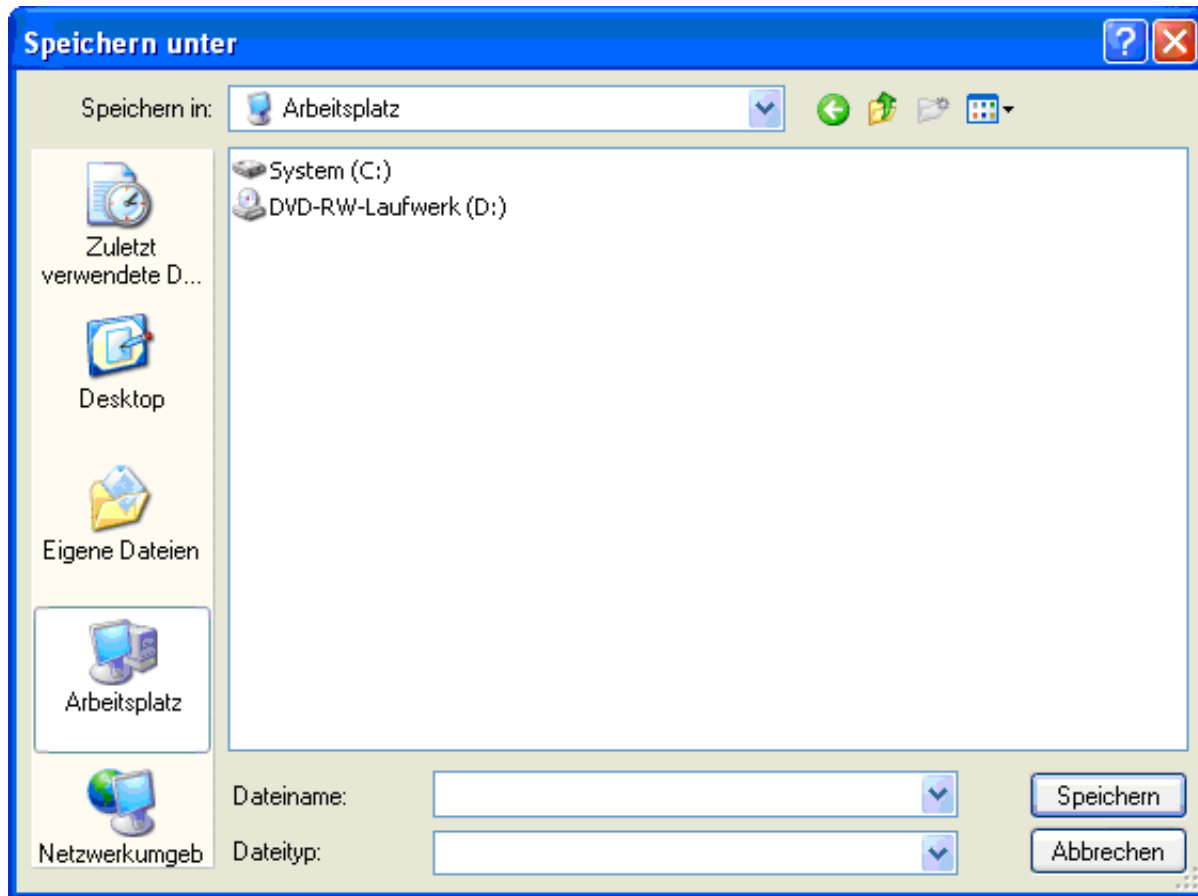 Speichern unter
Speichern in:
Arbeitsplatz
System (C:)
DVD-RW-Laufwerk (D:)
Zuletzt
verwendete D...
Desktop
Eigene Dateien
Arbeitsplatz
Netzwerkumgeb
Dateiname:
Speichern
Dateityp:
Abbrechen